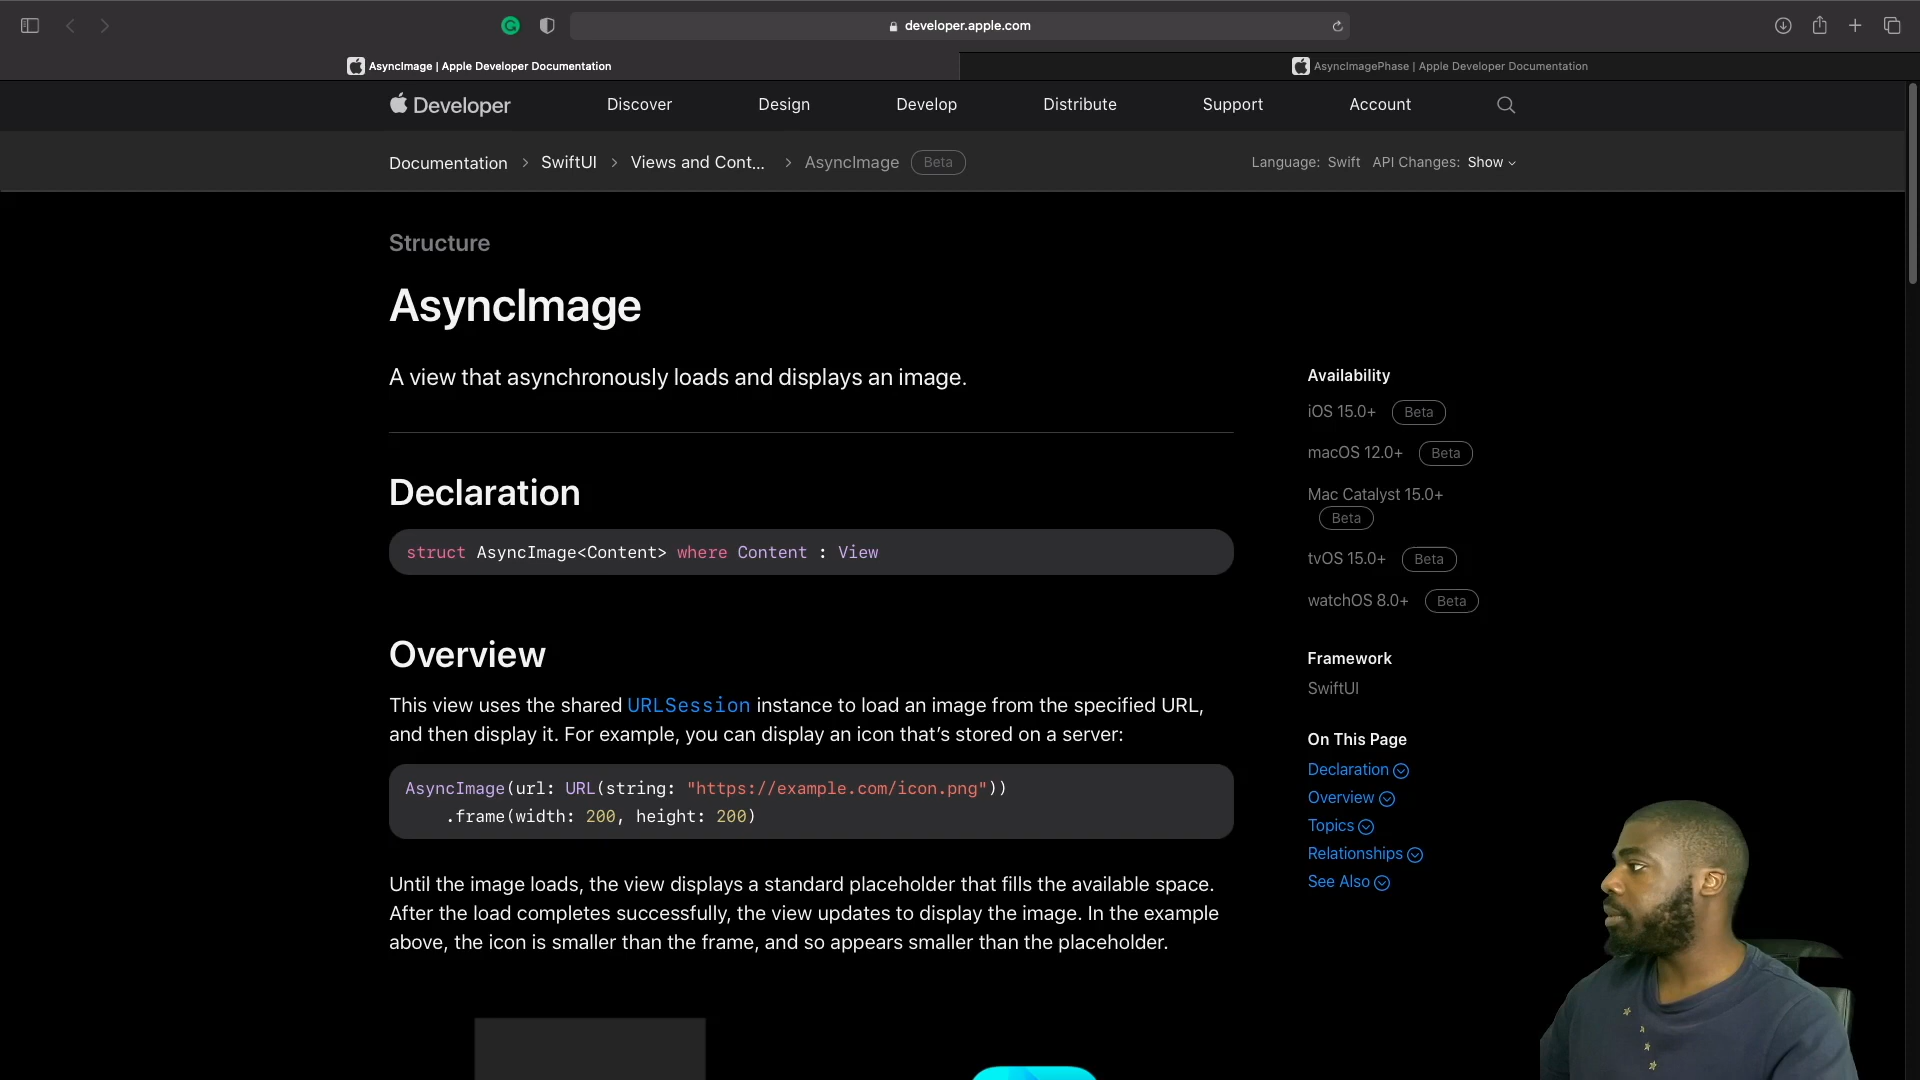 developer.apple.com
AsyncImage | Apple Developer Documentation
AsyncImagePhase | Apple Developer Documentation
Developer
Discover
Design
Develop
Distribute
Support
Account
Documentation > SwiftUI > Views and Cont... > AsyncImage Beta
Language: Swift API Changes: Show
Structure
AsyncImage
A view that asynchronously loads and displays an image.
Declaration
struct AsyncImage<Content> where Content : View
Overview
This view uses the shared URLSession instance to load an image from the specified URL,
and then display it. For example, you can display an icon that’s stored on a server:
AsyncImage(url: URL(string: "https://example.com/icon.png"))
.frame(width: 200, height: 200)
Until the image loads, the view displays a standard placeholder that fills the available space.
After the load completes successfully, the view updates to display the image. In the example
above, the icon is smaller than the frame, and so appears smaller than the placeholder.
Availability
iOS 15.0+ Beta
macOS 12.0+ Beta
Mac Catalyst 15.0+
Beta
tvOS 15.0+ Beta
watchOS 8.0+ Beta
Framework
SwiftUI
On This Page
Declaration
Overview
Topics
Relationships
See Also